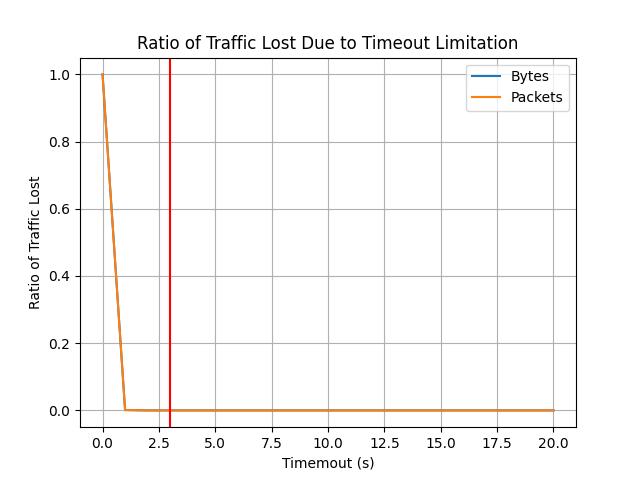 Ratio of Traffic Lost Due to Timeout Limitation
Bytes
Packets
Ratio of Traffic Lost
1.0
0.8
0.6
0.4
0.2
0.0
0.0 2.5 5.0 7.5 10.0 12.5 15.0 17.5 20.0
Timemout (s)